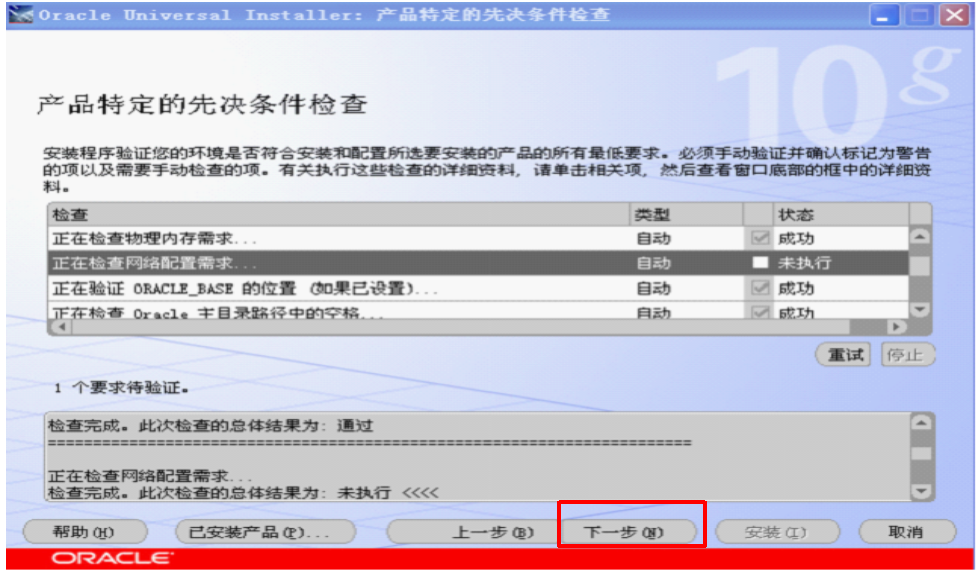 Oracle Universal Installer: 产品特定的先决条件检查
10g
产品特定的先决条件检查
安装程序验证您的环境是否符合安装和配置所选要安装的产品的所有最低要求。必须手动验证并确认标记为警告
的项以及需要手动检查的项。有关执行这些检查的详细资料, 请单击相关项, 然后查看窗口底部的框中的详细资
料。
检查 类型 状态
正在检查物理内存需求... 自动 成功
正在检查网络配置需求... 自动 未执行
正在验证 ORACLE_BASE 的位置 (如果已设置)... 自动 成功
正在检查 Oracle 主目录路径中的空格... 自动 成功
重试 停止
1 个要求待验证。
检查完成。此次检查的总体结果为: 通过
========================================================================
正在检查网络配置需求...
检查完成。此次检查的总体结果为: 未执行 <<<<
帮助(H) 已安装产品(P)... 上一步(B) 下一步(N) 安装(I) 取消
ORACLE